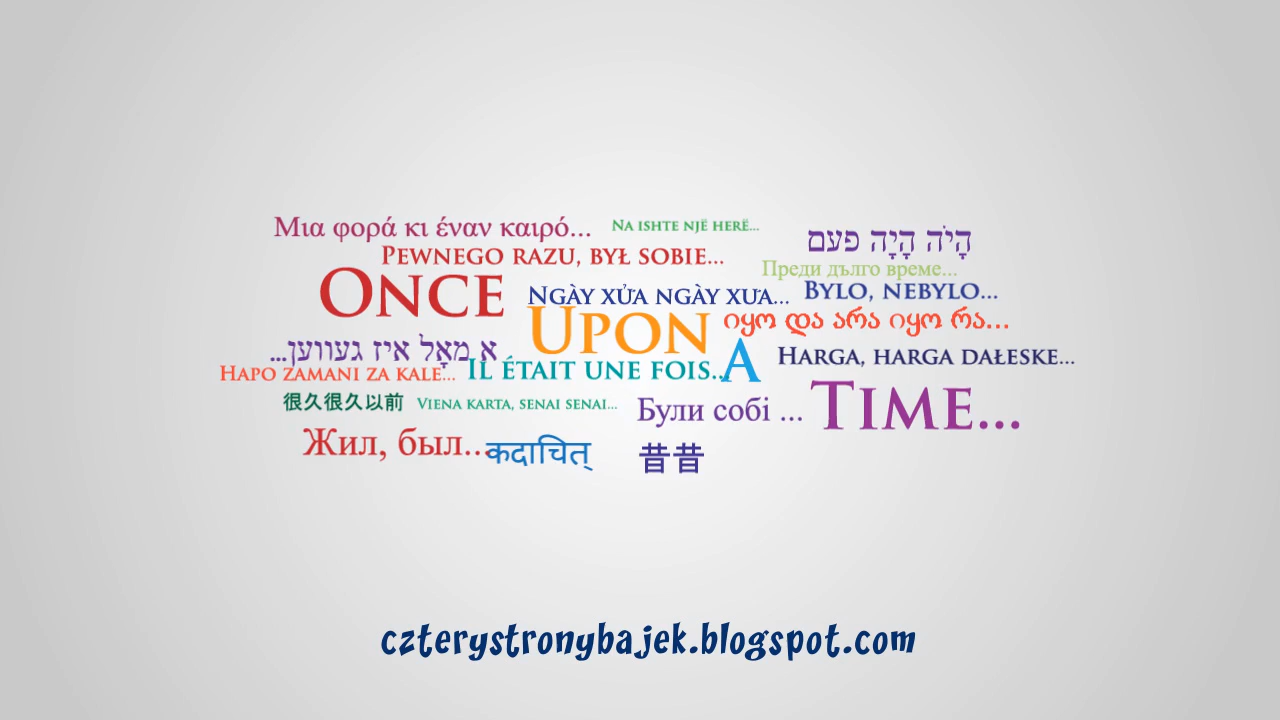 Μια φορά κι έναν καιρό...
Na ishte një herë...
הָיֹה הָיָה פעם
Pewnego razu, był sobie...
Преди дълго време...
Once
Ngày xửa ngày xưa...
Bylo, nebylo...
Upon
იყო და არა იყო რა...
א מאָל איז געווען...
A
Harga, harga dałeske...
Hapo zamani za kale...
Il était une fois...
很久很久以前
Viena karta, senai senai...
Були собі ...
Time...
Жил, был...
कदाचित्
昔昔
czterystronybajek.blogspot.com